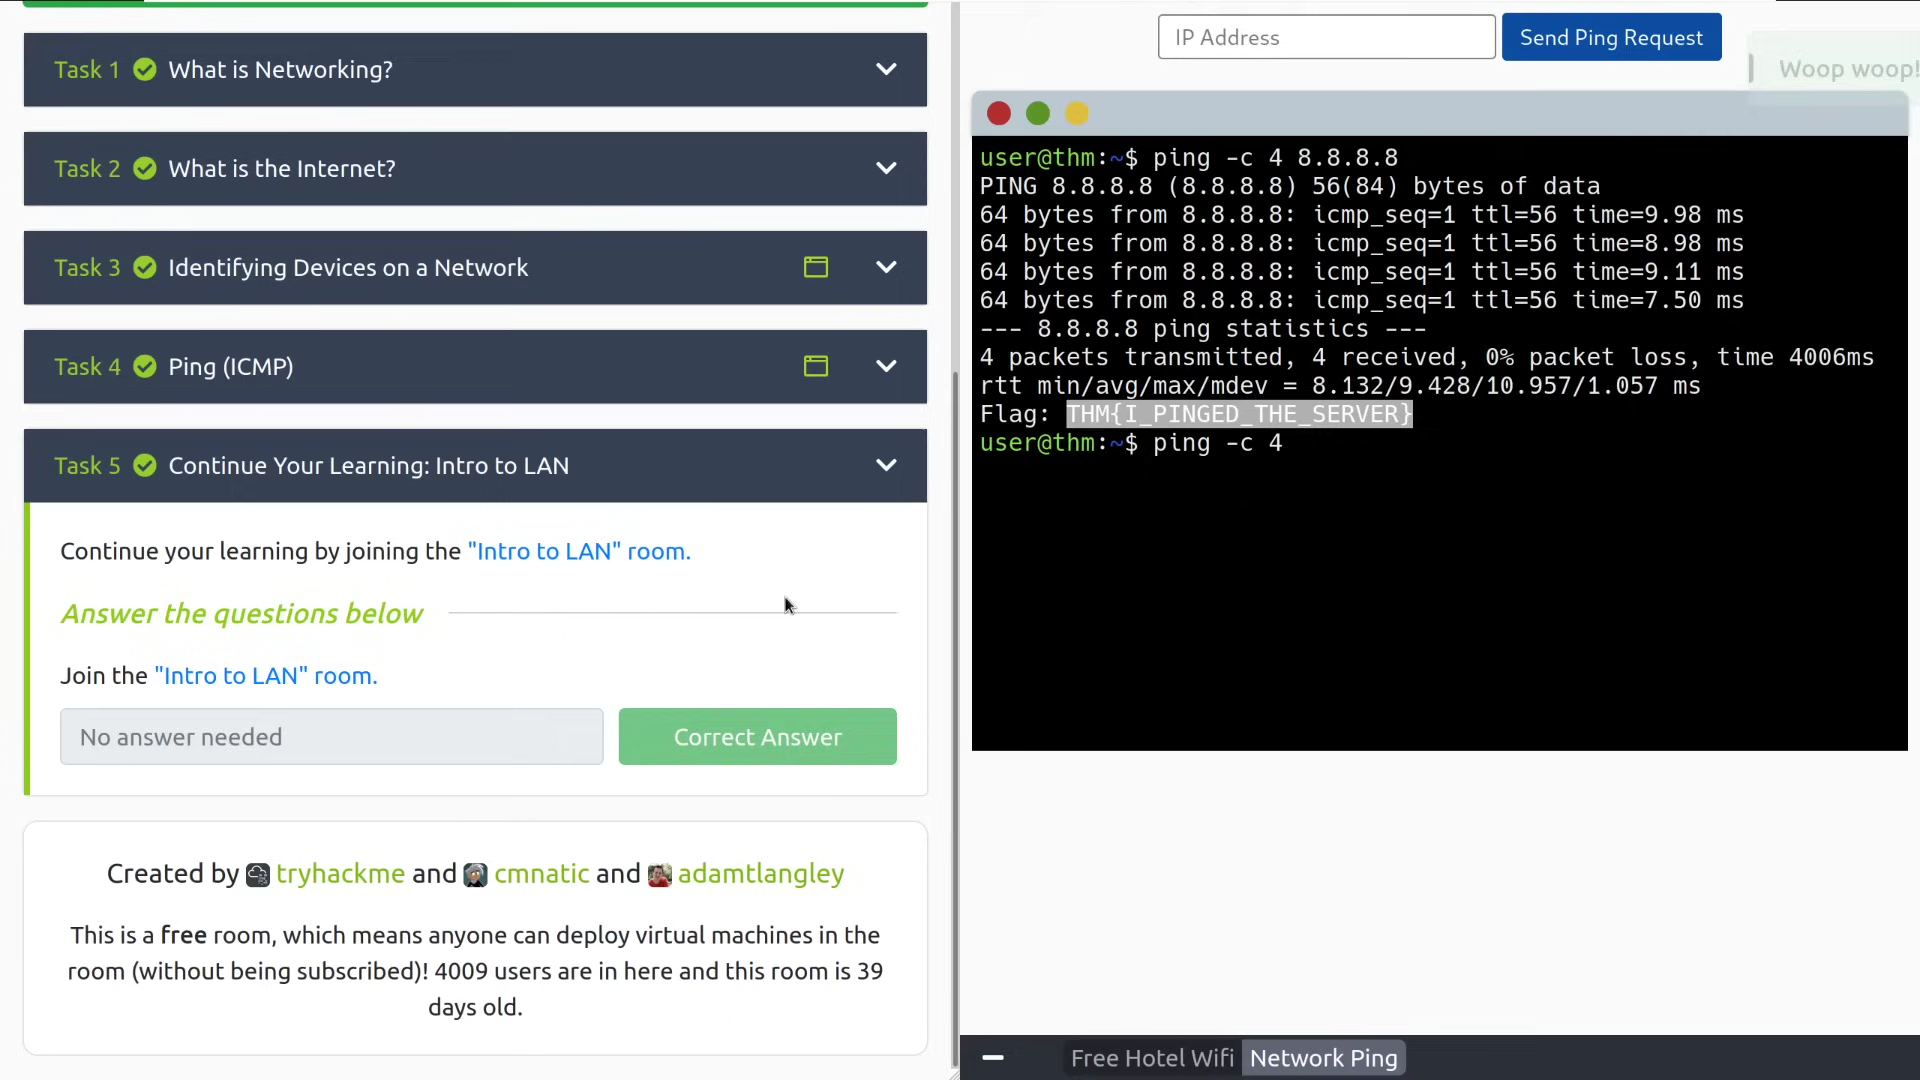 Task 1 What is Networking?
Task 2 What is the Internet?
Task 3 Identifying Devices on a Network
Task 4 Ping (ICMP)
Task 5 Continue Your Learning: Intro to LAN
Continue your learning by joining the "Intro to LAN" room.
Answer the questions below
Join the "Intro to LAN" room.
No answer needed
Correct Answer
Created by tryhackme and cmnatic and adamtlangley
This is a free room, which means anyone can deploy virtual machines in the
room (without being subscribed)! 4009 users are in here and this room is 39
days old.
IP Address
Send Ping Request
Woop woop!
user@thm:~$ ping -c 4 8.8.8.8
PING 8.8.8.8 (8.8.8.8) 56(84) bytes of data
64 bytes from 8.8.8.8: icmp_seq=1 ttl=56 time=9.98 ms
64 bytes from 8.8.8.8: icmp_seq=1 ttl=56 time=8.98 ms
64 bytes from 8.8.8.8: icmp_seq=1 ttl=56 time=9.11 ms
64 bytes from 8.8.8.8: icmp_seq=1 ttl=56 time=7.50 ms
--- 8.8.8.8 ping statistics ---
4 packets transmitted, 4 received, 0% packet loss, time 4006ms
rtt min/avg/max/mdev = 8.132/9.428/10.957/1.057 ms
Flag: THM{I_PINGED_THE_SERVER}
user@thm:~$ ping -c 4
Free Hotel Wifi
Network Ping